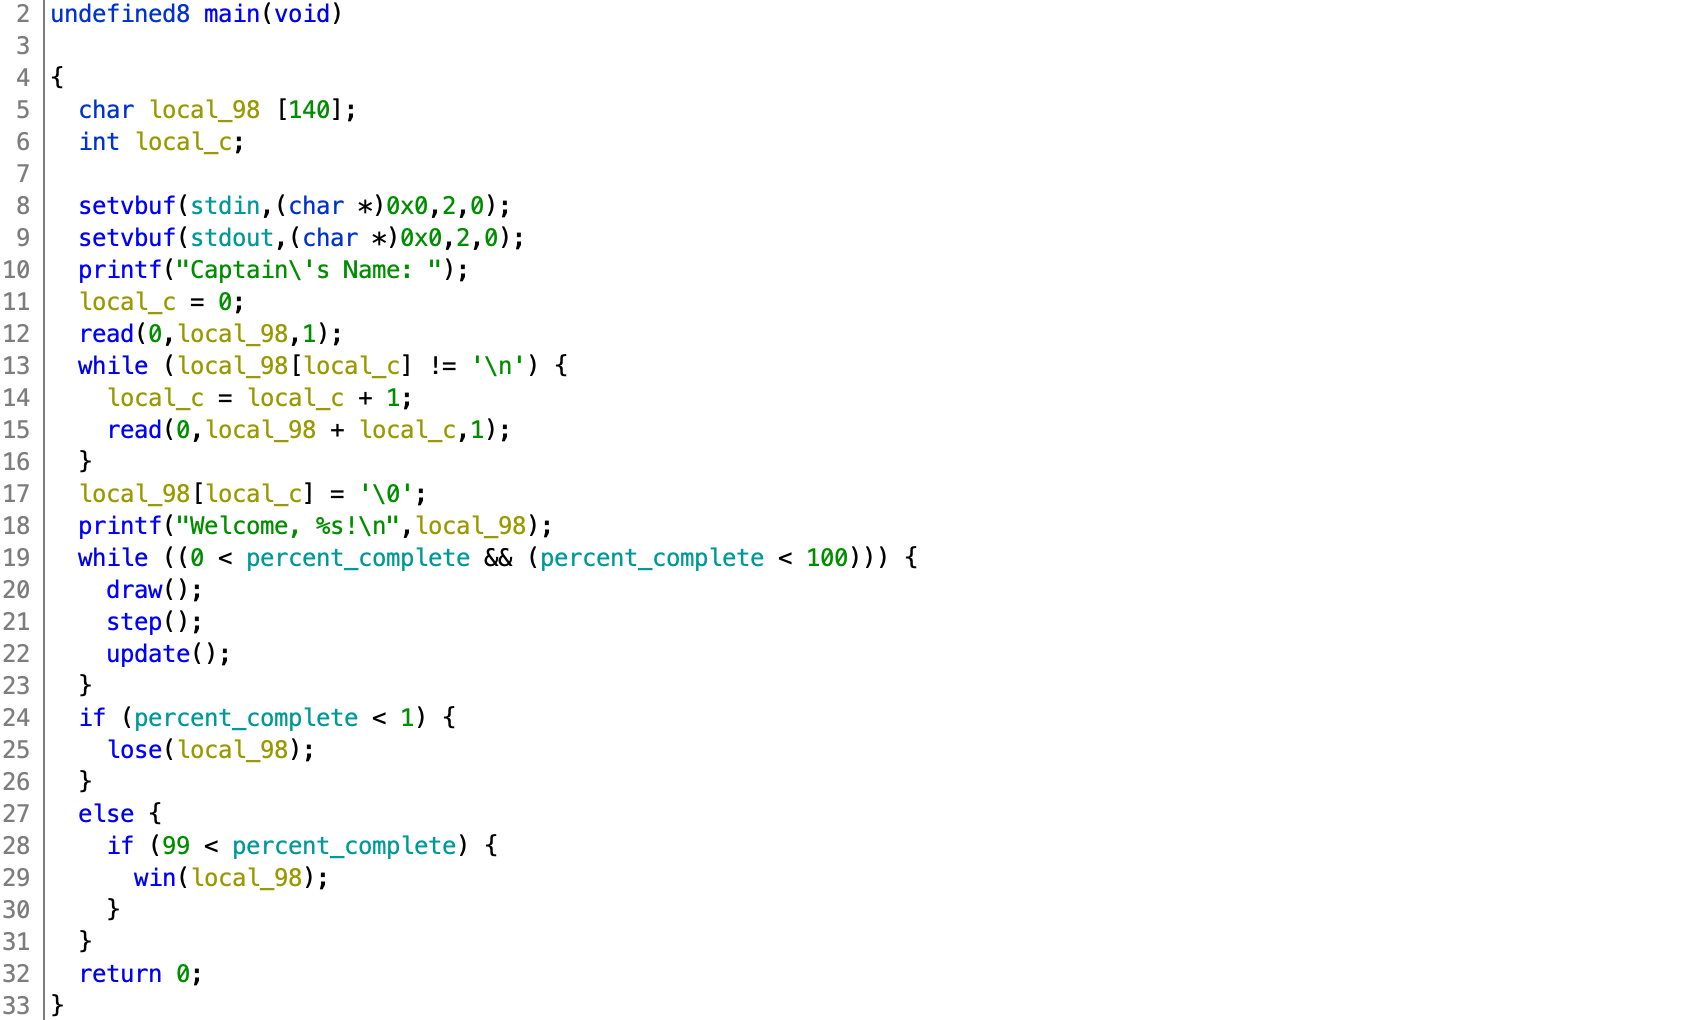 2 undefined8 main(void)
3
4 {
5   char local_98 [140];
6   int local_c;
7
8   setvbuf(stdin,(char *)0x0,2,0);
9   setvbuf(stdout,(char *)0x0,2,0);
10   printf("Captain\'s Name: ");
11   local_c = 0;
12   read(0,local_98,1);
13   while (local_98[local_c] != '\n') {
14     local_c = local_c + 1;
15     read(0,local_98 + local_c,1);
16   }
17   local_98[local_c] = '\0';
18   printf("Welcome, %s!\n",local_98);
19   while ((0 < percent_complete && (percent_complete < 100))) {
20     draw();
21     step();
22     update();
23   }
24   if (percent_complete < 1) {
25     lose(local_98);
26   }
27   else {
28     if (99 < percent_complete) {
29       win(local_98);
30     }
31   }
32   return 0;
33 }